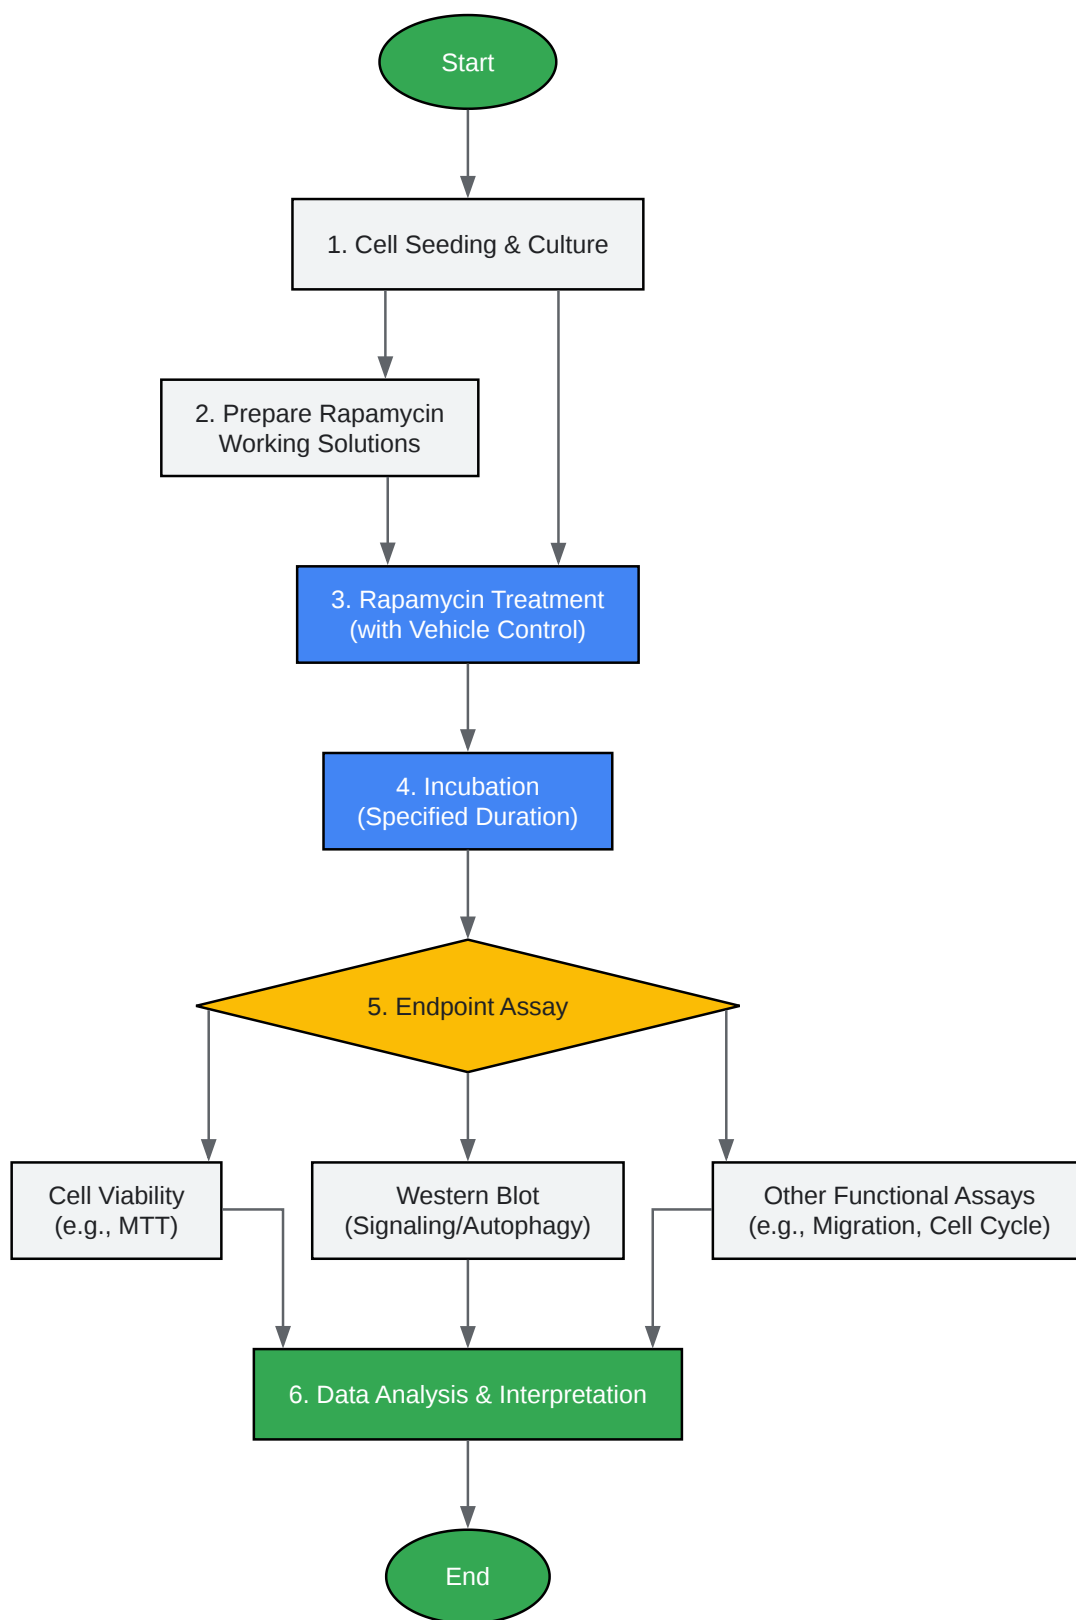 Start
1. Cell Seeding & Culture
2. Prepare Rapamycin
Working Solutions
3. Rapamycin Treatment
(with Vehicle Control)
4. Incubation
(Specified Duration)
5. Endpoint Assay
Cell Viability
(e.g., MTT)
Western Blot
(Signaling/Autophagy)
Other Functional Assays
(e.g., Migration, Cell Cycle)
6. Data Analysis & Interpretation
End